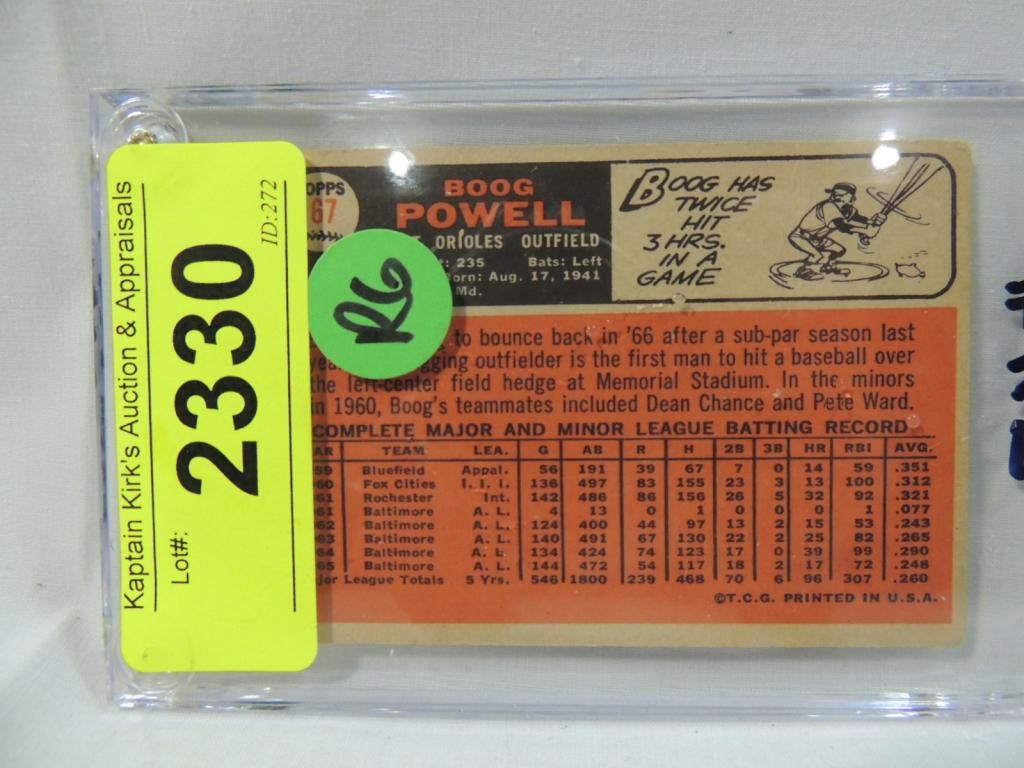 Kaptain Kirk's Auction & Appraisals
Lot#:
2330
ID:272
R6
OPPS
67
BOOG
POWELL
ORIOLES OUTFIELD
: 235 Bats: Left
orn: Aug. 17, 1941
Md.
BOOG HAS
TWICE
HIT
3 HRS.
IN A
GAME
to bounce back in '66 after a sub-par season last
gging outfielder is the first man to hit a baseball over
the left-center field hedge at Memorial Stadium. In the minors
in 1960, Boog's teammates included Dean Chance and Pete Ward.
COMPLETE MAJOR AND MINOR LEAGUE BATTING RECORD
AR TEAM LEA. G AB R H 2B 3B HR RBI AVG.
59 Bluefield Appal. 56 191 39 67 7 0 14 59 .351
60 Fox Cities I. I. I. 136 497 83 155 23 3 13 100 .312
61 Rochester Int. 142 486 86 156 26 5 32 92 .321
61 Baltimore A. L. 4 13 0 1 0 0 0 1 .077
962 Baltimore A. L. 124 400 44 97 13 2 15 53 .243
963 Baltimore A. L. 140 491 67 130 22 2 25 82 .265
64 Baltimore A. L. 134 424 74 123 17 0 39 99 .290
65 Baltimore A. L. 144 472 54 117 18 2 17 72 .248
jor League Totals 5 Yrs. 546 1800 239 468 70 6 96 307 .260
©T.C.G. PRINTED IN U.S.A.